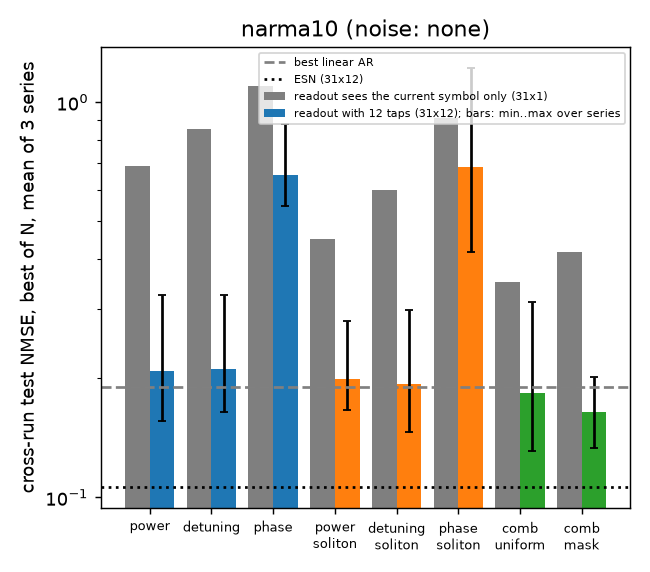 narma10 (noise: none)
cross-run test NMSE, best of N, mean of 3 series
10⁰
10⁻¹
best linear AR
ESN (31x12)
readout sees the current symbol only (31x1)
readout with 12 taps (31x12); bars: min..max over series
power
detuning
phase
power
soliton
detuning
soliton
phase
soliton
comb
uniform
comb
mask